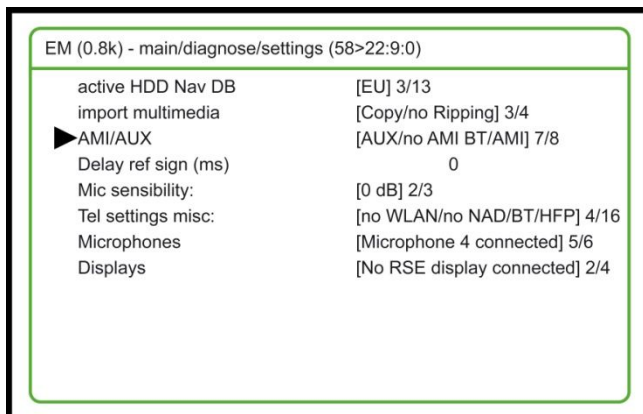 EM (0.8k) - main/diagnose/settings (58>22:9:0)
active HDD Nav DB [EU] 3/13
import multimedia [Copy/no Ripping] 3/4
AMI/AUX [AUX/no AMI BT/AMI] 7/8
Delay ref sign (ms) 0
Mic sensibility: [0 dB] 2/3
Tel settings misc: [no WLAN/no NAD/BT/HFP] 4/16
Microphones [Microphone 4 connected] 5/6
Displays [No RSE display connected] 2/4